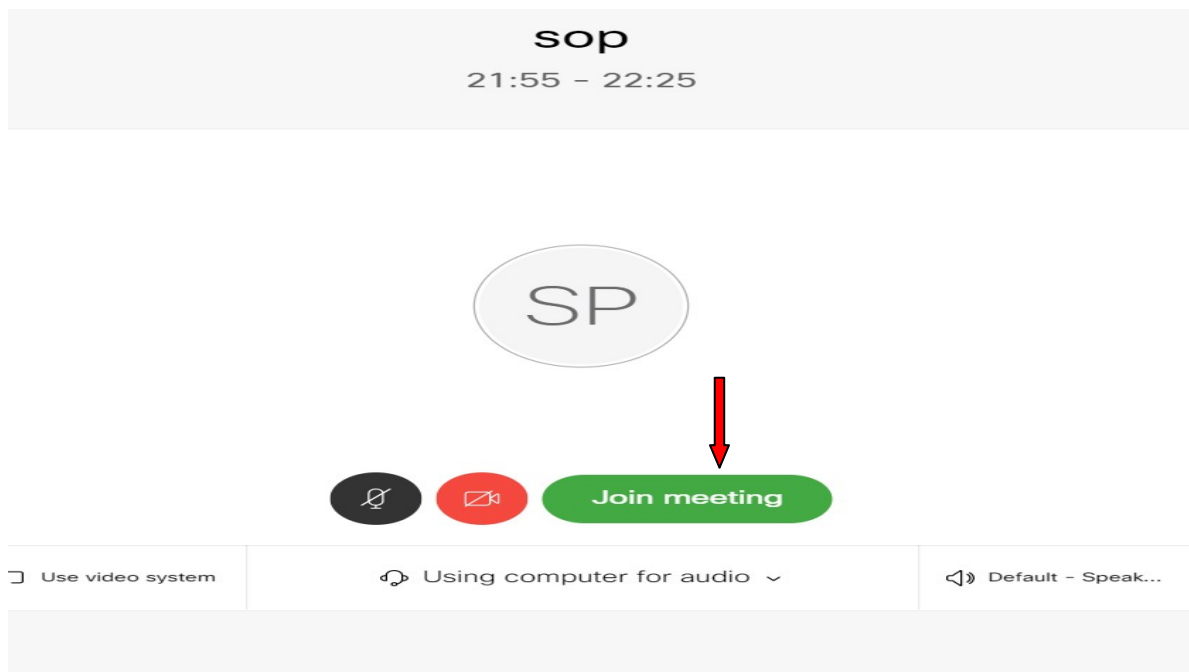 sop
21:55 - 22:25
SP
Join meeting
Use video system
Using computer for audio
Default - Speak...